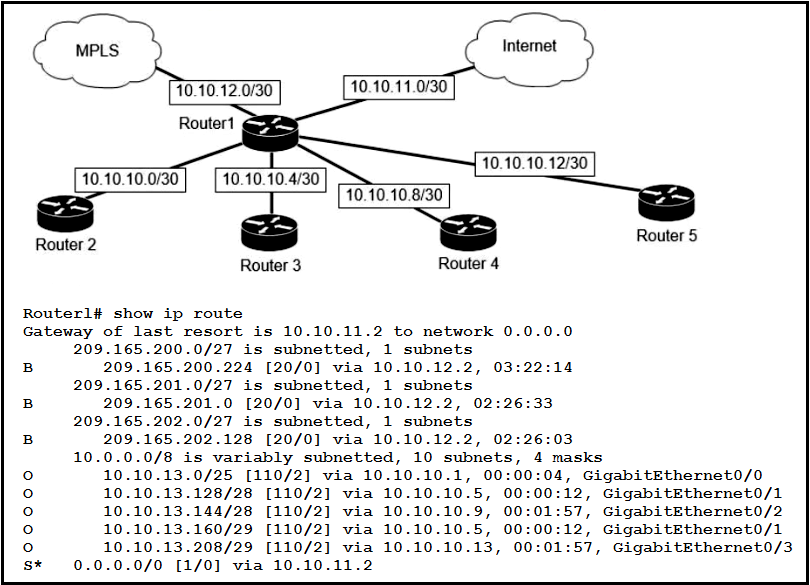 MPLS
Internet
10.10.12.0/30
10.10.11.0/30
Router1
10.10.10.12/30
10.10.10.0/30
10.10.10.4/30
10.10.10.8/30
Router 2
Router 3
Router 4
Router 5
Router1# show ip route
Gateway of last resort is 10.10.11.2 to network 0.0.0.0
209.165.200.0/27 is subnetted, 1 subnets
B 209.165.200.224 [20/0] via 10.10.12.2, 03:22:14
209.165.201.0/27 is subnetted, 1 subnets
B 209.165.201.0 [20/0] via 10.10.12.2, 02:26:33
209.165.202.0/27 is subnetted, 1 subnets
B 209.165.202.128 [20/0] via 10.10.12.2, 02:26:03
10.0.0.0/8 is variably subnetted, 10 subnets, 4 masks
O 10.10.13.0/25 [110/2] via 10.10.10.1, 00:00:04, GigabitEthernet0/0
O 10.10.13.128/28 [110/2] via 10.10.10.5, 00:00:12, GigabitEthernet0/1
O 10.10.13.144/28 [110/2] via 10.10.10.9, 00:01:57, GigabitEthernet0/2
O 10.10.13.160/29 [110/2] via 10.10.10.5, 00:00:12, GigabitEthernet0/1
O 10.10.13.208/29 [110/2] via 10.10.10.13, 00:01:57, GigabitEthernet0/3
S* 0.0.0.0/0 [1/0] via 10.10.11.2